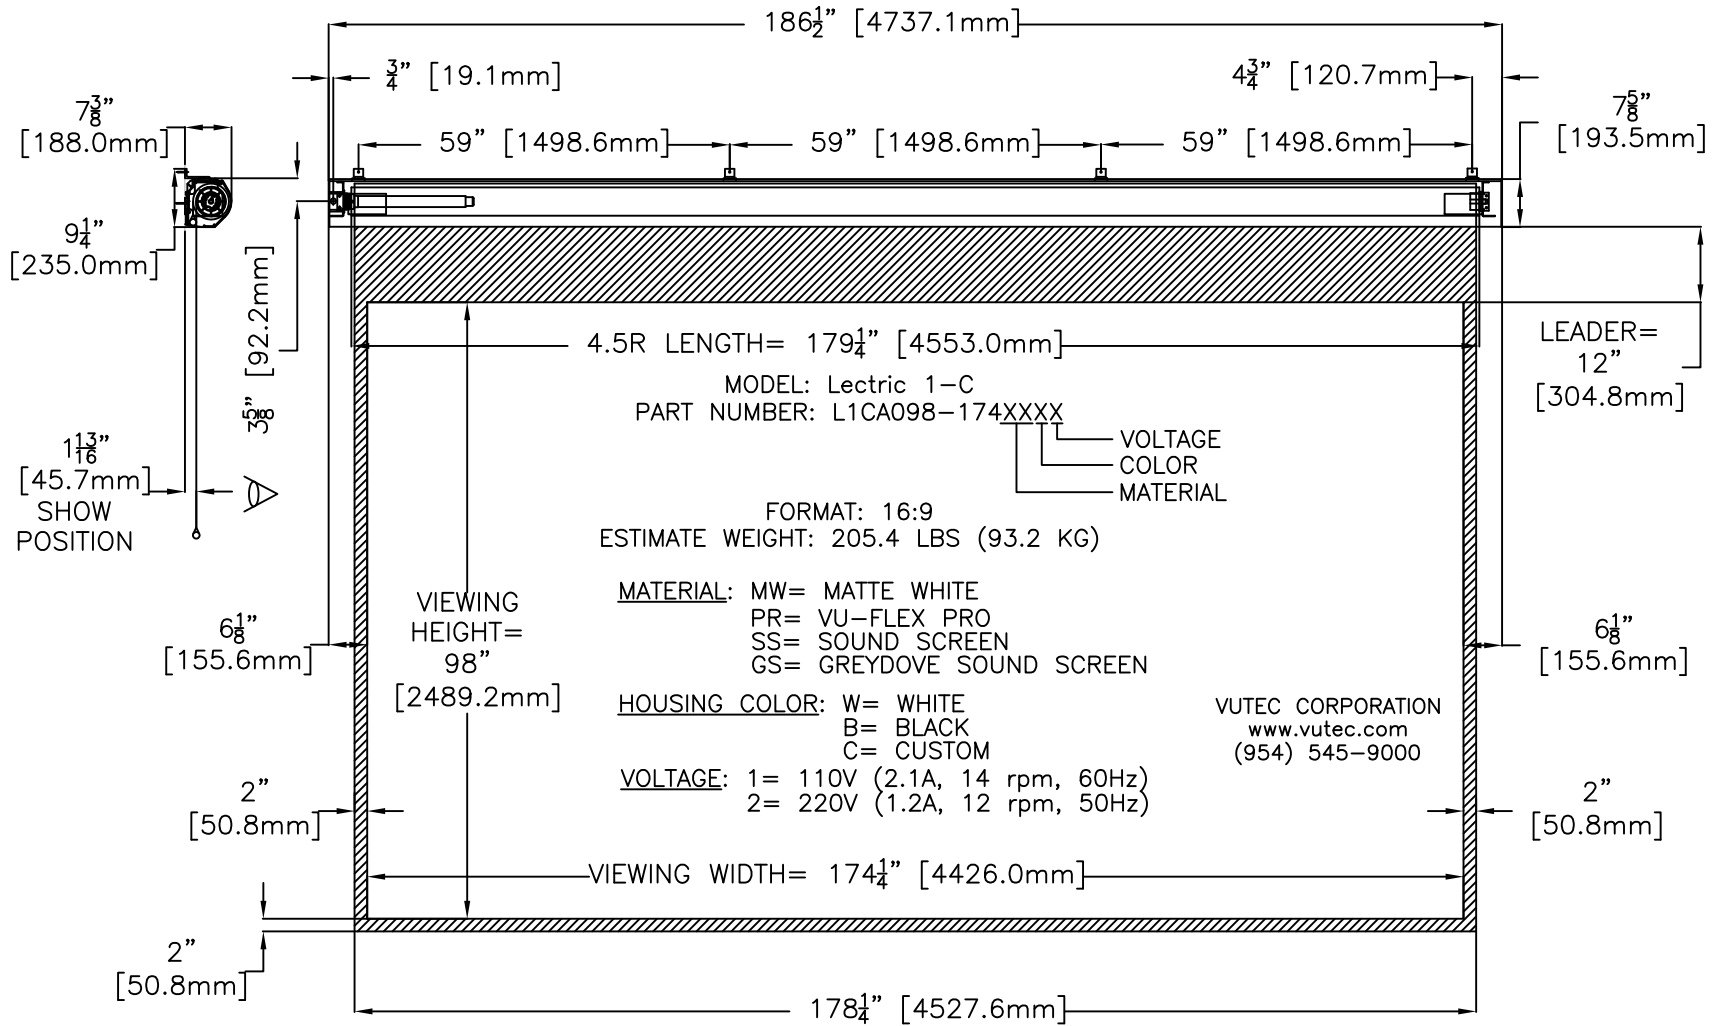 186½" [4737.1mm]
¾" [19.1mm]
4¾" [120.7mm]
7⅜"
[188.0mm]
7⅝"
[193.5mm]
59" [1498.6mm]
59" [1498.6mm]
59" [1498.6mm]
9¼"
[235.0mm]
3⅝" [92.2mm]
4.5R LENGTH= 179¼" [4553.0mm]
LEADER=
12"
[304.8mm]
MODEL: Lectric 1-C
PART NUMBER: L1CA098-174XXXX
VOLTAGE
COLOR
MATERIAL
1 13/16"
[45.7mm]
SHOW
POSITION
FORMAT: 16:9
ESTIMATE WEIGHT: 205.4 LBS (93.2 KG)
MATERIAL: MW= MATTE WHITE
PR= VU-FLEX PRO
SS= SOUND SCREEN
GS= GREYDOVE SOUND SCREEN
VIEWING
HEIGHT=
98"
[2489.2mm]
6⅛"
[155.6mm]
6⅛"
[155.6mm]
HOUSING COLOR: W= WHITE
B= BLACK
C= CUSTOM
VUTEC CORPORATION
www.vutec.com
(954) 545-9000
VOLTAGE: 1= 110V (2.1A, 14 rpm, 60Hz)
2= 220V (1.2A, 12 rpm, 50Hz)
2"
[50.8mm]
2"
[50.8mm]
VIEWING WIDTH= 174¼" [4426.0mm]
2"
[50.8mm]
178¼" [4527.6mm]